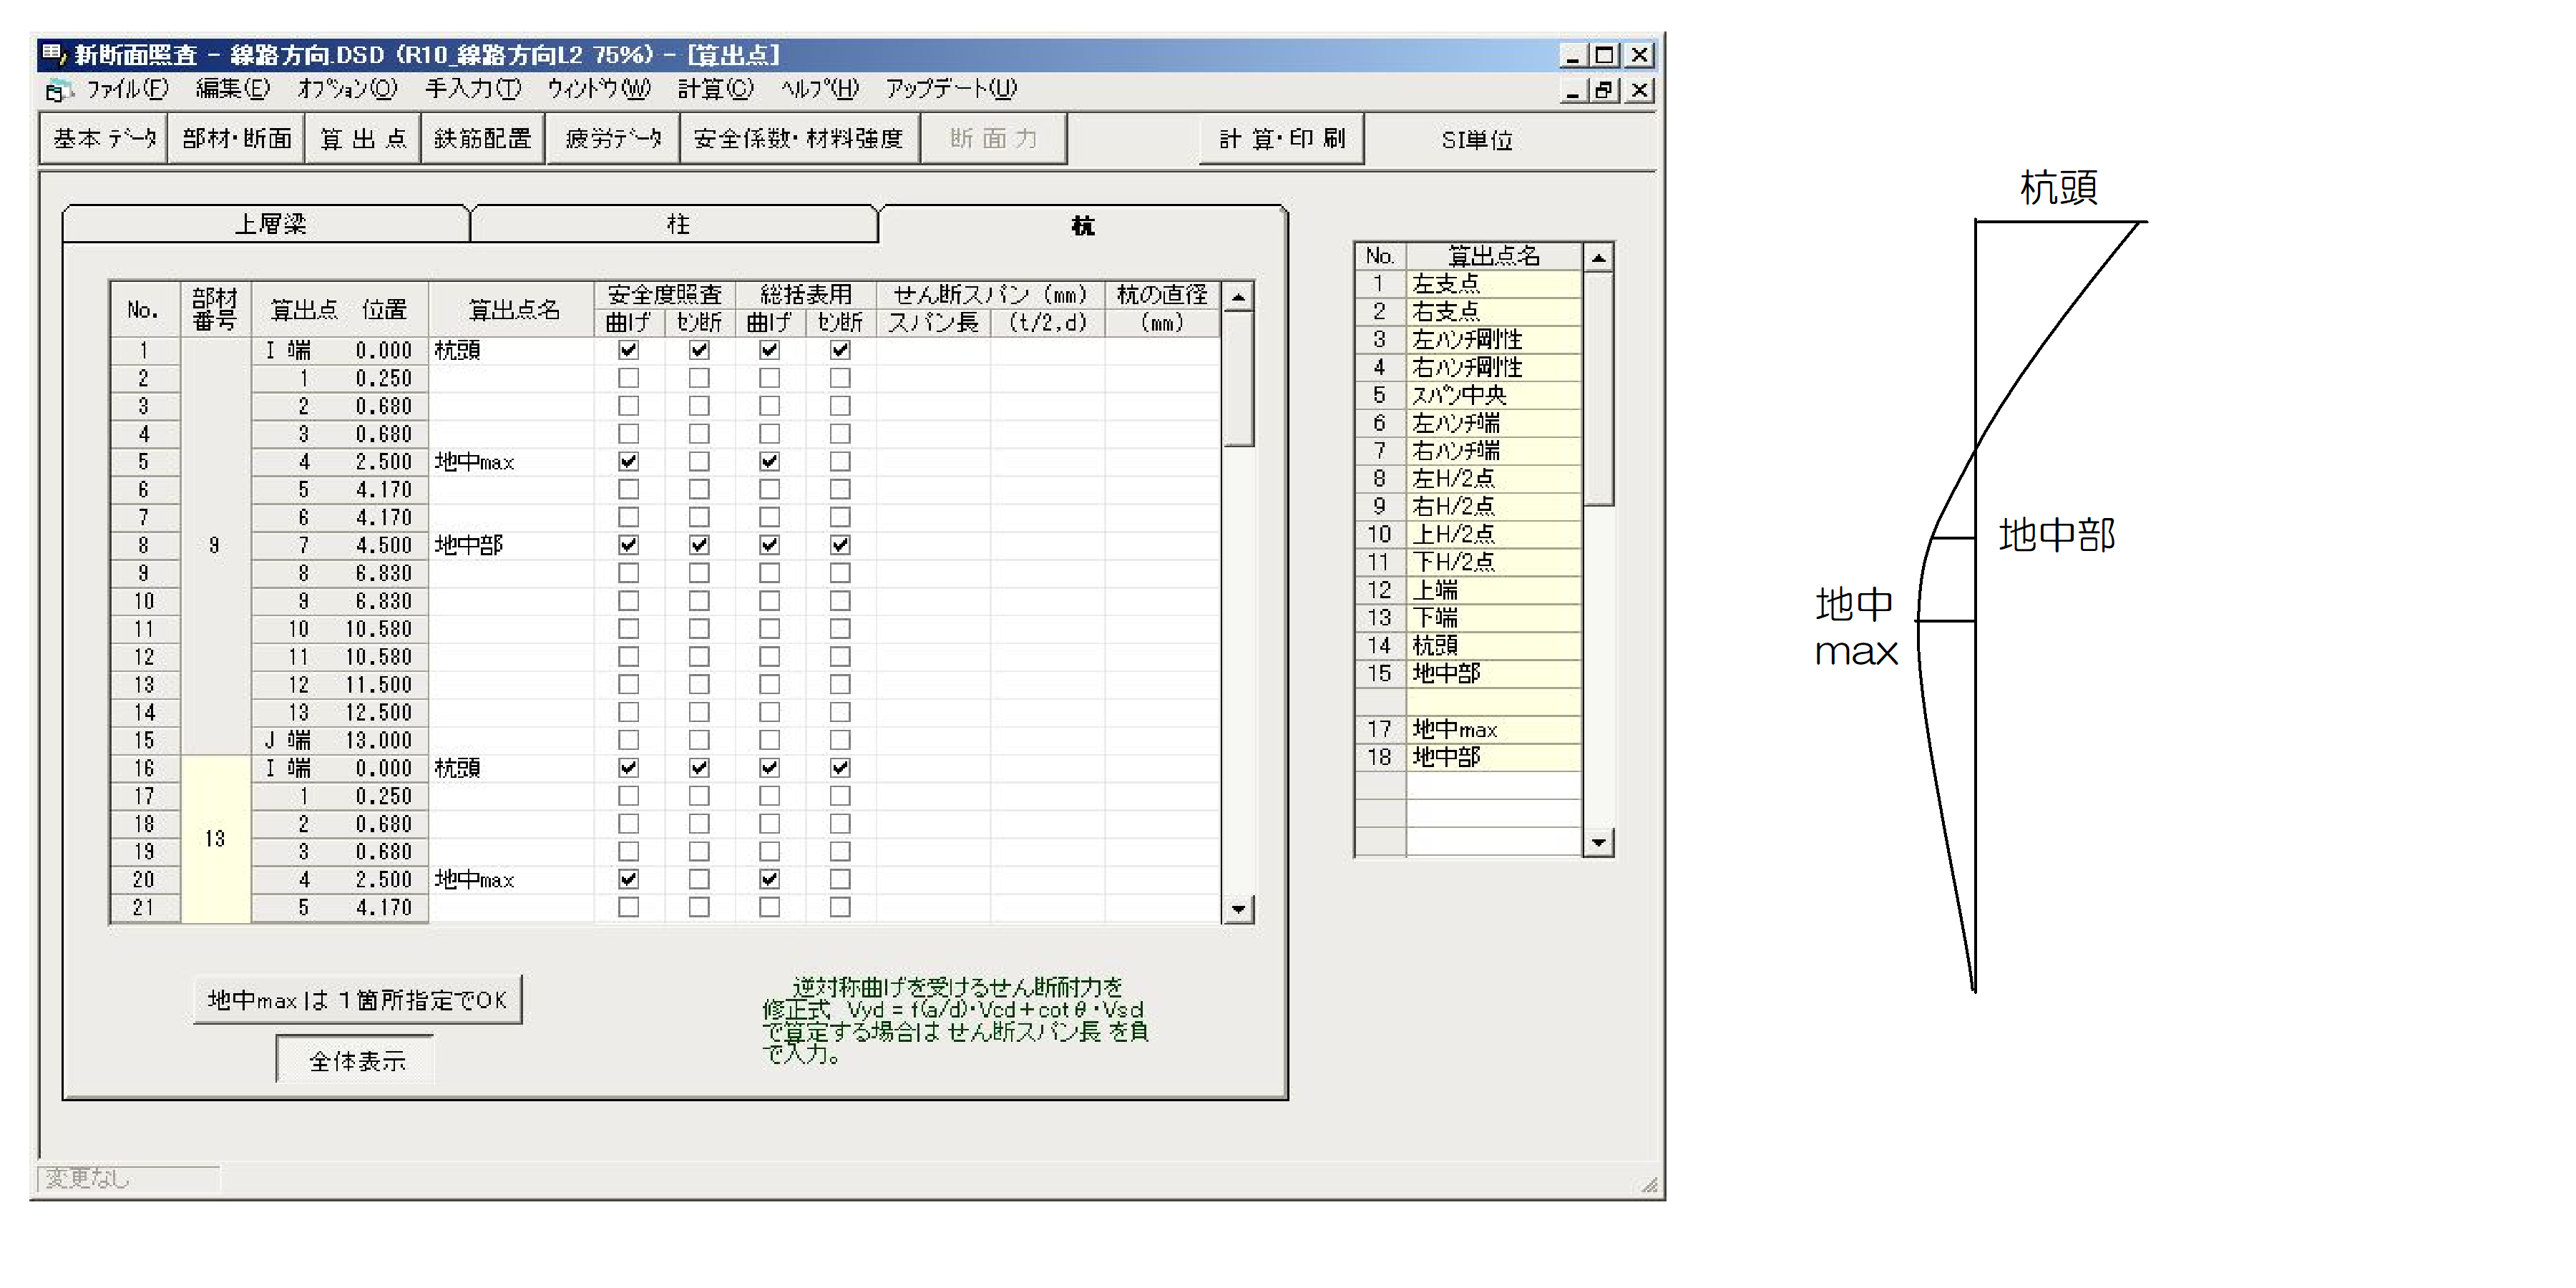 新断面照査 - 線路方向.DSD (R10_線路方向L2 75%) - [算出点]
ファイル(F) 編集(E) オプション(O) 手入力(T) ウィンドウ(W) 計算(C) ヘルプ(H) アップデート(U)
基本データ 部材・断面 算出点 鉄筋配置 疲労データ 安全係数・材料強度 断面力 計算・印刷 SI単位
上層梁 柱 杭
No. 部材番号 算出点 位置 算出点名 安全度照査 総括表用 せん断スパン(mm) 杭の直径
曲げ セン断 曲げ セン断 スパン長 (t/2,d) (mm)
1 I 端 0.000 杭頭
2 1 0.250
3 2 0.680
4 3 0.680
5 4 2.500 地中max
6 5 4.170
7 6 4.170
8 9 7 4.500 地中部
9 8 6.830
10 9 6.830
11 10 10.580
12 11 10.580
13 12 11.500
14 13 12.500
15 J 端 13.000
16 I 端 0.000 杭頭
17 1 0.250
18 2 0.680
13
19 3 0.680
20 4 2.500 地中max
21 5 4.170
地中maxは1箇所指定でOK
全体表示
逆対称曲げを受けるせん断耐力を
修正式 Vyd = f(a/d)・Vcd+cotθ・Vsd
で算定する場合は せん断スパン長 を負
で入力。
No. 算出点名
1 左支点
2 右支点
3 左ハンチ剛性
4 右ハンチ剛性
5 スパン中央
6 左ハンチ端
7 右ハンチ端
8 左H/2点
9 右H/2点
10 上H/2点
11 下H/2点
12 上端
13 下端
14 杭頭
15 地中部
17 地中max
18 地中部
変更なし
杭頭
地中部
地中
max